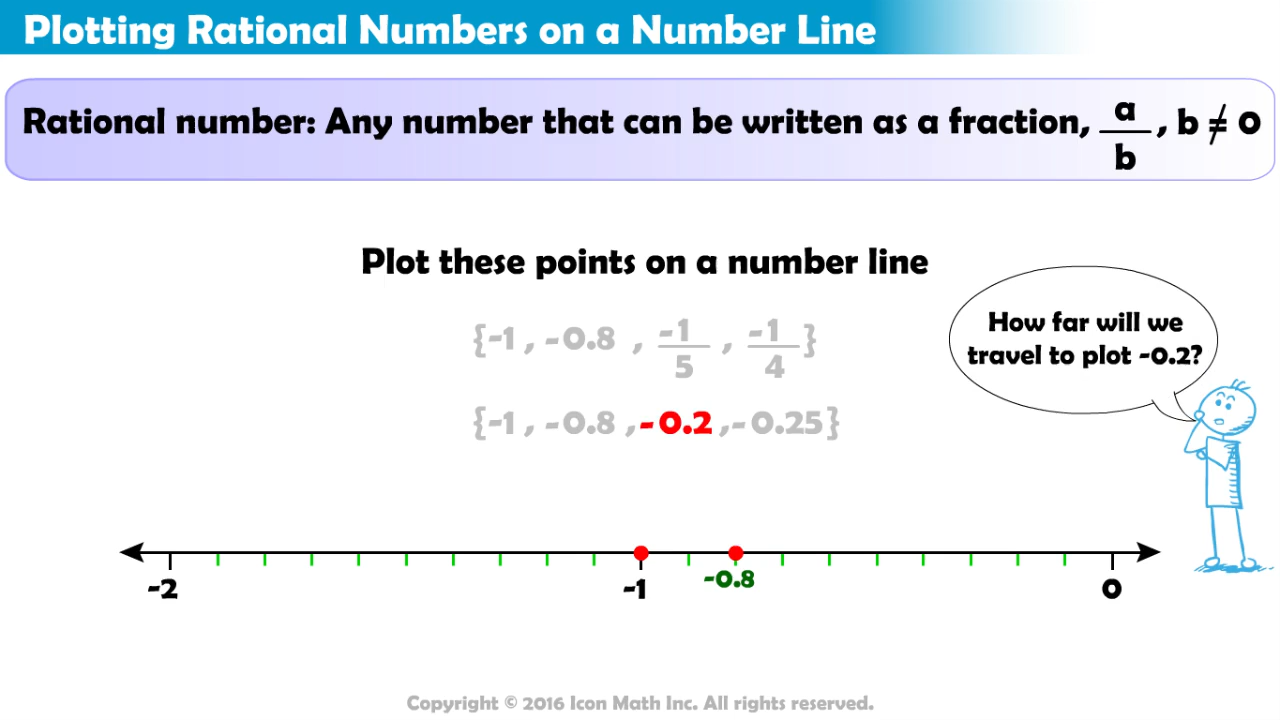 Plotting Rational Numbers on a Number Line
Rational number: Any number that can be written as a fraction, a/b, b ≠ 0
Plot these points on a number line
{-1 , -0.8 , -1/5 , -1/4}
How far will we
travel to plot -0.2?
{-1 , -0.8 , -0.2 , -0.25}
-2 -1 -0.8 0
Copyright © 2016 Icon Math Inc. All rights reserved.